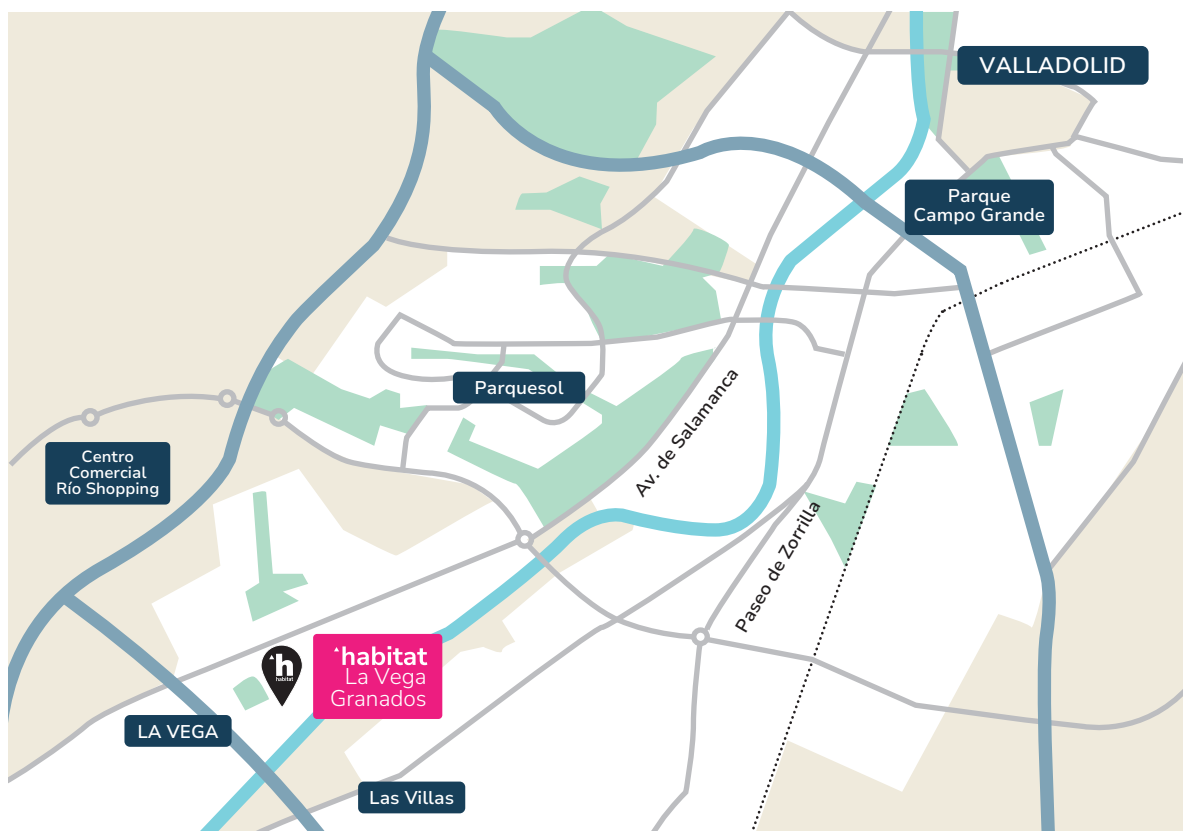 VALLADOLID
Parque
Campo Grande
Parquesol
Av. de Salamanca
Centro
Comercial
Río Shopping
Paseo de Zorrilla
h
habitat
habitat
La Vega
Granados
LA VEGA
Las Villas